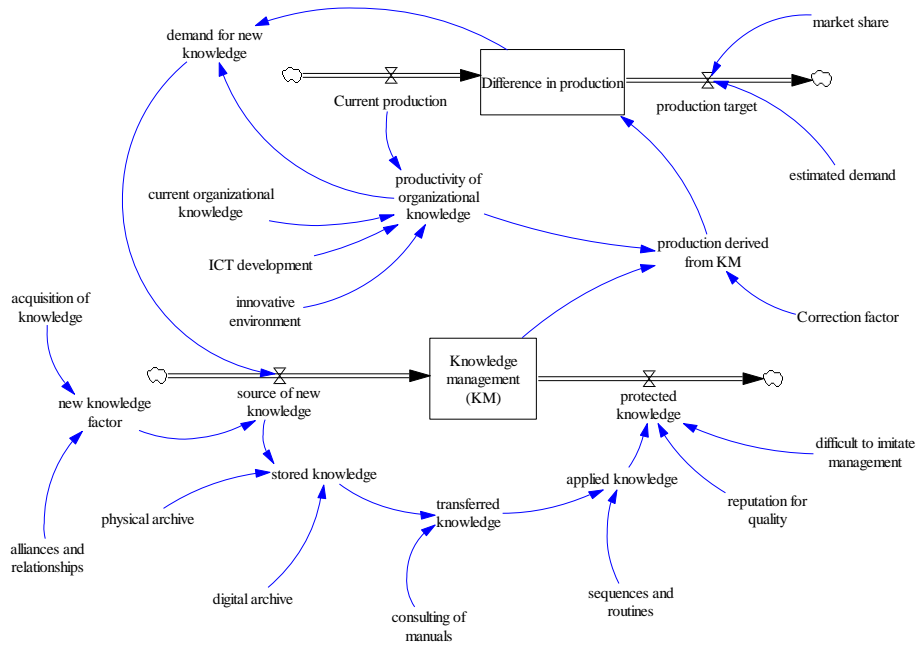 market share
demand for new
knowledge
Difference in production
Current production
production target
estimated demand
productivity of
organizational
knowledge
current organizational
knowledge
production derived
from KM
ICT development
innovative
environment
acquisition of
knowledge
Correction factor
Knowledge
management
(KM)
source of new
knowledge
protected
knowledge
new knowledge
factor
difficult to imitate
management
stored knowledge
applied knowledge
reputation for
quality
physical archive
transferred
knowledge
alliances and
relationships
digital archive
sequences and
routines
consulting of
manuals